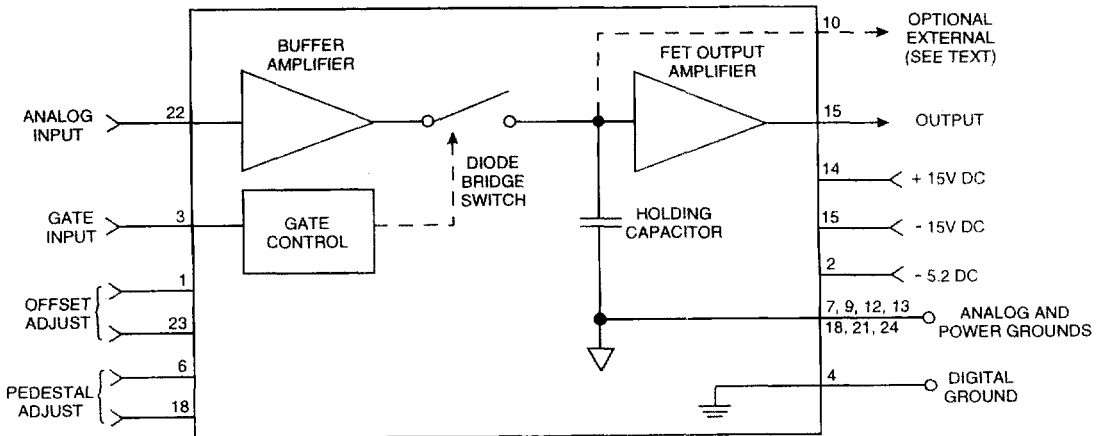 10
OPTIONAL
EXTERNAL
(SEE TEXT)
BUFFER
AMPLIFIER
FET OUTPUT
AMPLIFIER
ANALOG
INPUT
22
15
OUTPUT
DIODE
BRIDGE
SWITCH
14
+ 15V DC
GATE
INPUT
3
GATE
CONTROL
HOLDING
CAPACITOR
15
- 15V DC
2
- 5.2 DC
OFFSET
ADJUST
1
23
7, 9, 12, 13
18, 21, 24
ANALOG AND
POWER GROUNDS
PEDESTAL
ADJUST
6
18
4
DIGITAL
GROUND